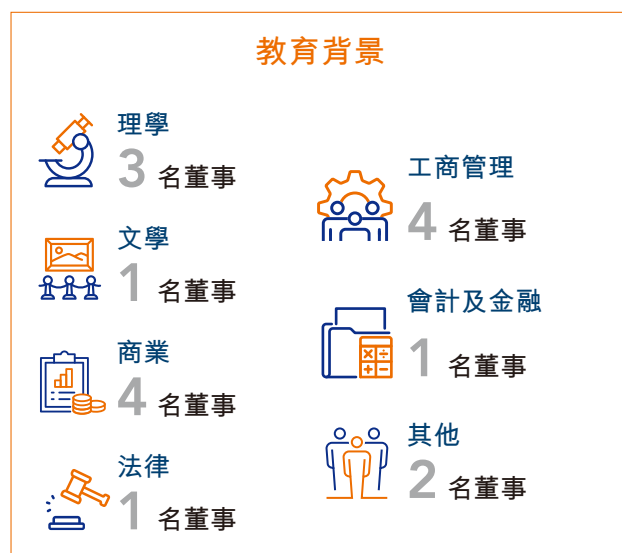 教育背景
理學
3 名董事
文學
1 名董事
商業
4 名董事
法律
1 名董事
工商管理
4 名董事
會計及金融
1 名董事
其他
2 名董事